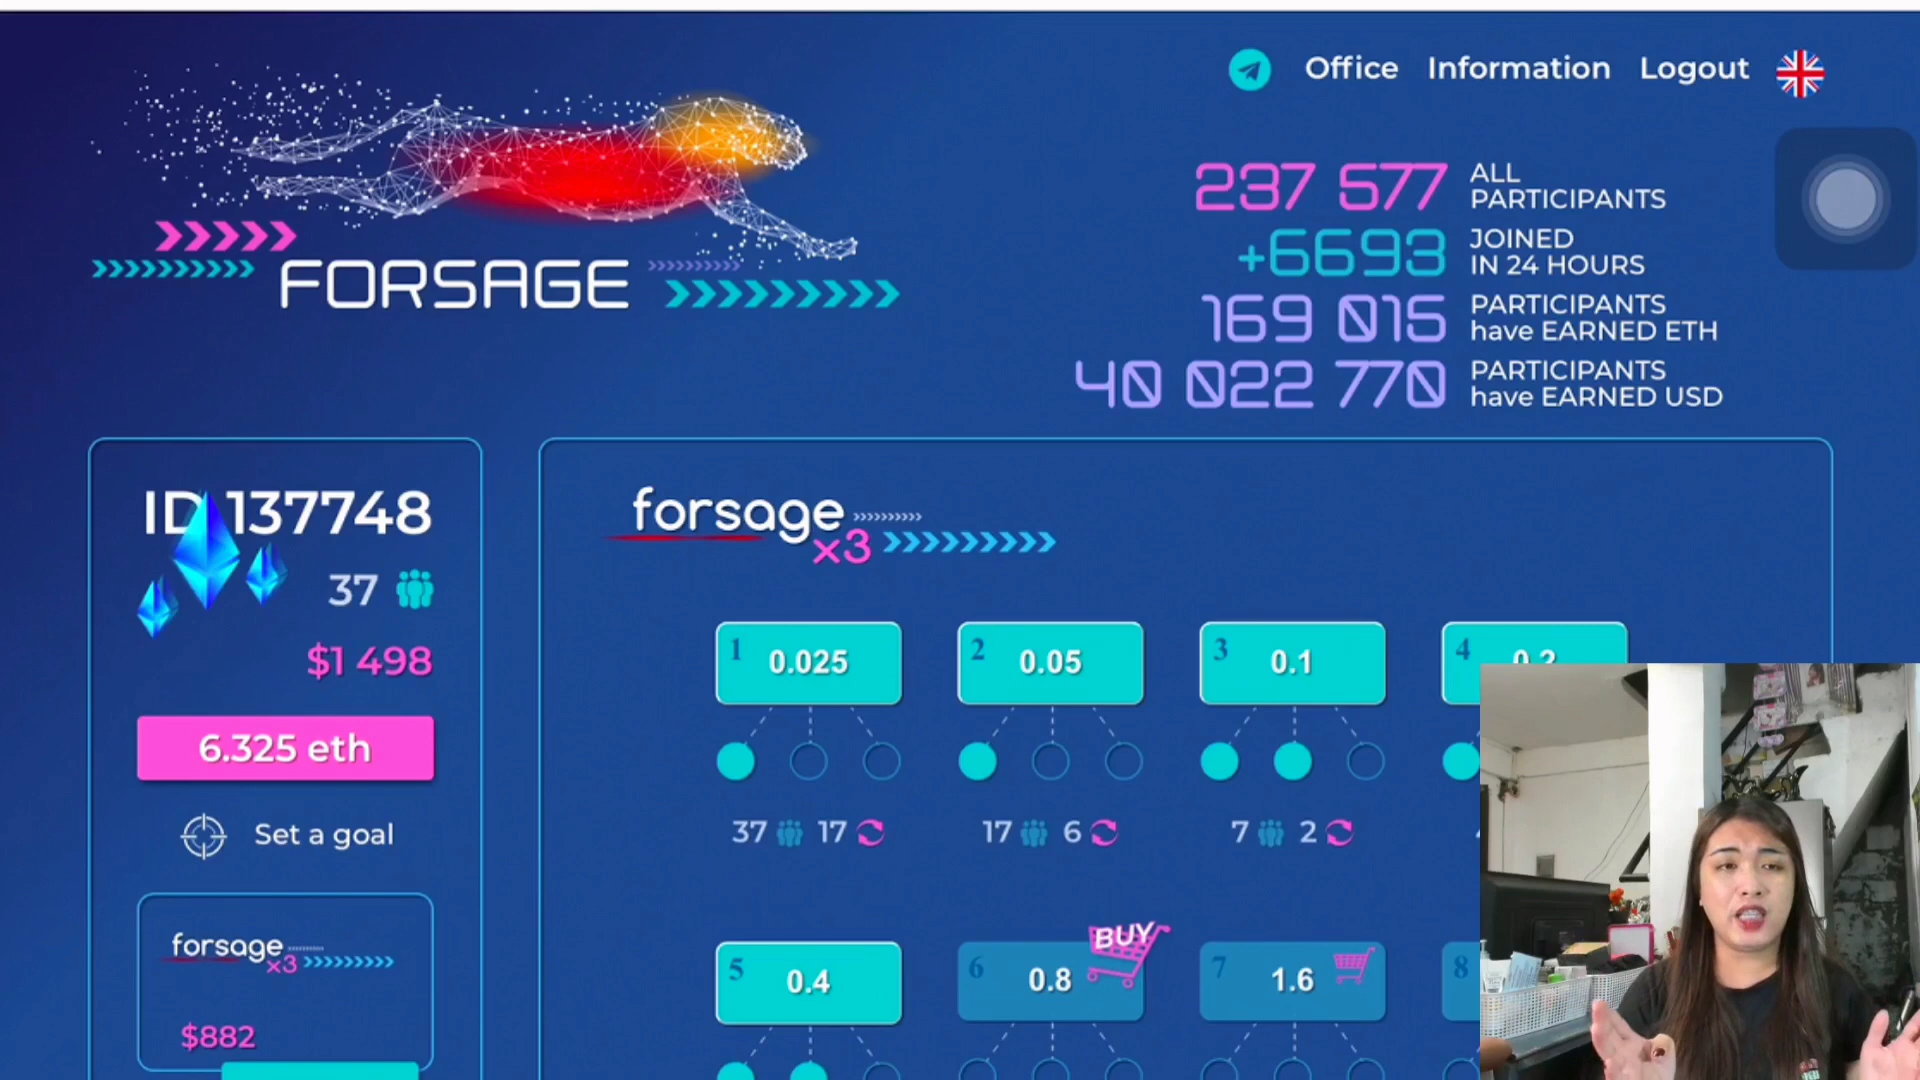 Office Information Logout
237 577 ALL PARTICIPANTS
+6693 JOINED IN 24 HOURS
169 015 PARTICIPANTS have EARNED ETH
40 022 770 PARTICIPANTS have EARNED USD
FORSAGE
ID 137748
37
$1 498
6.325 eth
Set a goal
forsage
x3
$882
forsage
x3
1 0.025
2 0.05
3 0.1
4 0.2
37 17
17 6
7 2
5 0.4
6 0.8 BUY
7 1.6
8